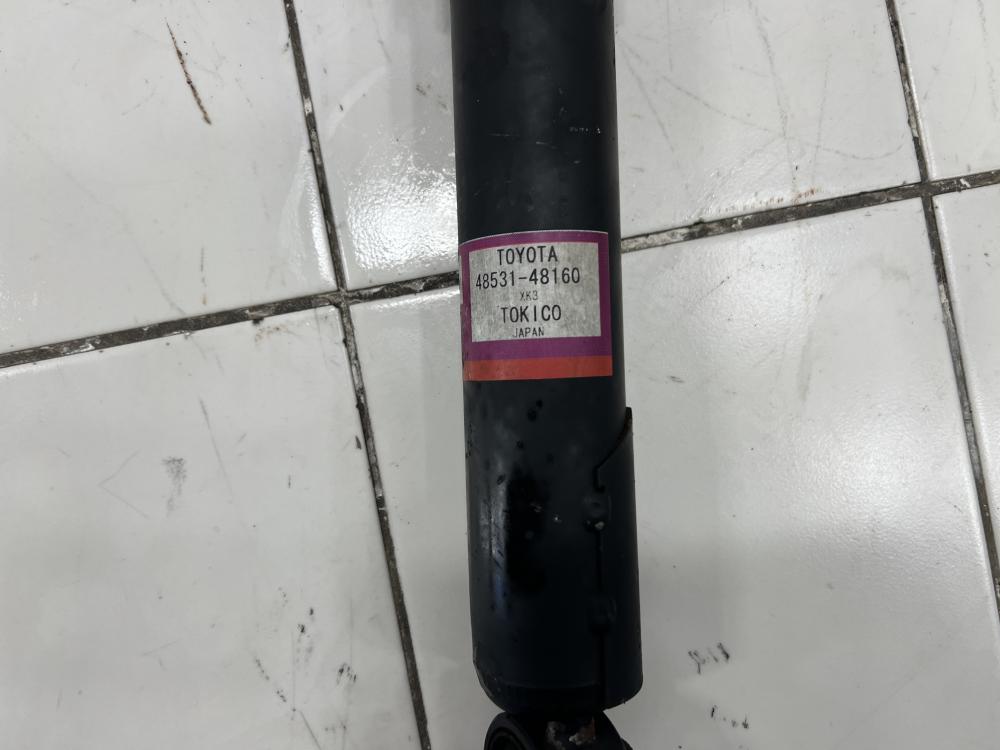 TOYOTA
48531-48160
XK3
TOKICO
JAPAN